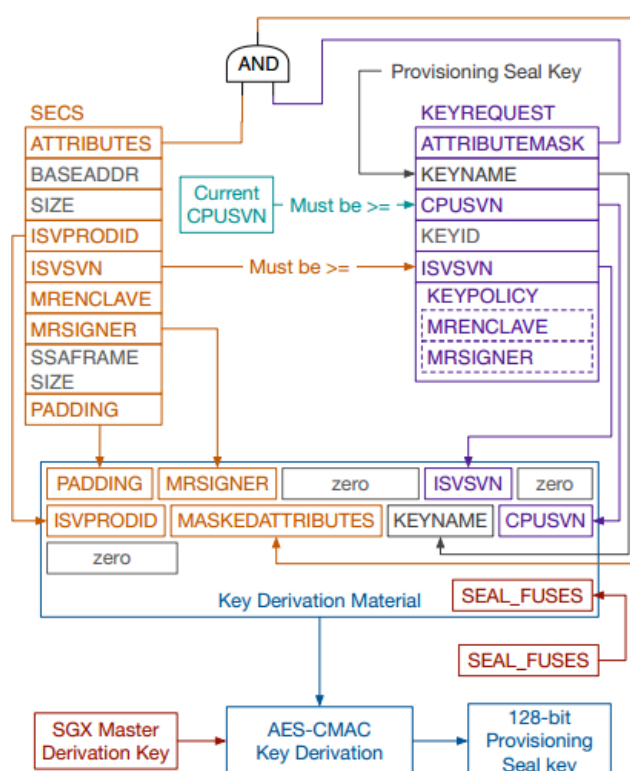 AND
Provisioning Seal Key
SECS
KEYREQUEST
ATTRIBUTES
ATTRIBUTEMASK
BASEADDR
KEYNAME
Current
CPUSVN
Must be >=
SIZE
CPUSVN
ISVPRODID
KEYID
ISVSVN
Must be >=
ISVSVN
MRENCLAVE
KEYPOLICY
MRSIGNER
MRENCLAVE
SSAFRAME
SIZE
MRSIGNER
PADDING
PADDING
MRSIGNER
zero
ISVSVN
zero
ISVPRODID
MASKEDATTRIBUTES
KEYNAME
CPUSVN
zero
Key Derivation Material
SEAL_FUSES
SEAL_FUSES
SGX Master
Derivation Key
AES-CMAC
Key Derivation
128-bit
Provisioning
Seal key